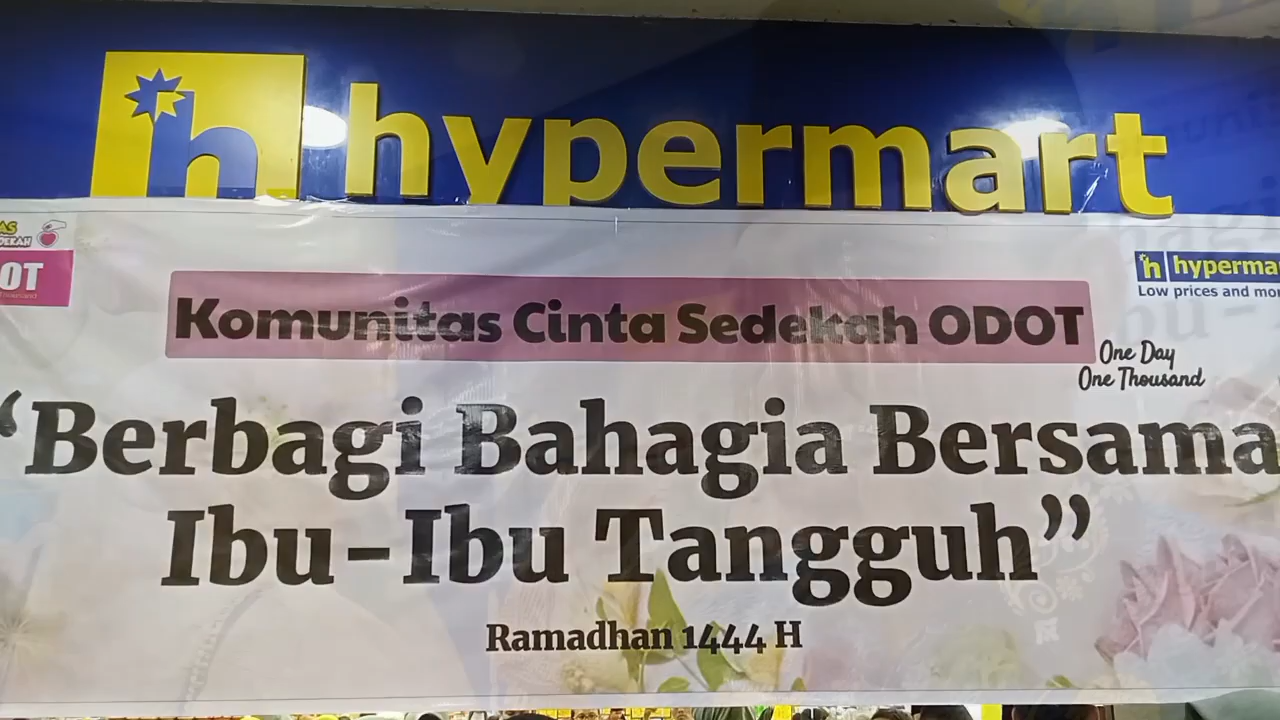 h hypermart
OT
h hyperma
Low prices and mor
Komunitas Cinta Sedekah ODOT
One Day
One Thousand
“Berbagi Bahagia Bersama
Ibu-Ibu Tangguh”
Ramadhan 1444 H